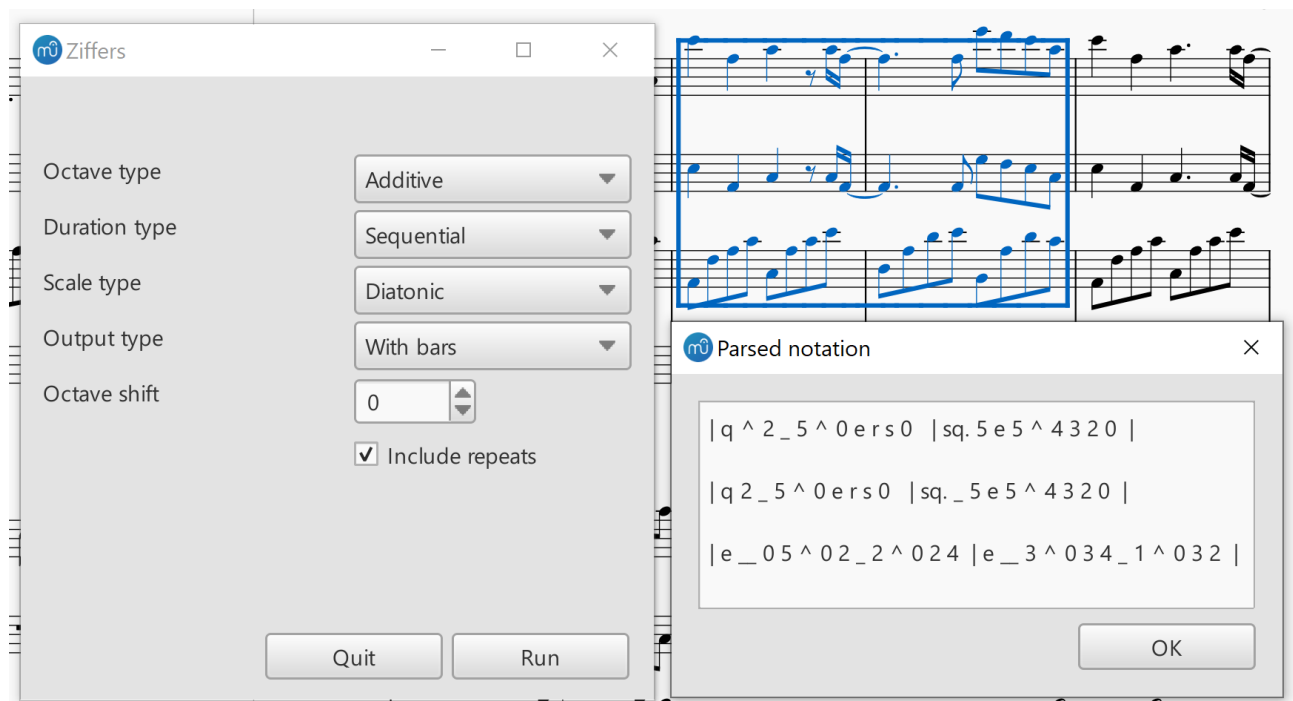 Ziffers
Octave type
Additive
Duration type
Sequential
Scale type
Diatonic
Output type
With bars
Octave shift
0
Include repeats
Quit
Run
Parsed notation
| q ^ 2 _ 5 ^ 0 e r s 0 | s q. 5 e 5 ^ 4 3 2 0 |
| q 2 _ 5 ^ 0 e r s 0 | s q. _ 5 e 5 ^ 4 3 2 0 |
| e __ 0 5 ^ 0 2 _ 2 ^ 0 2 4 | e __ 3 ^ 0 3 4 _ 1 ^ 0 3 2 |
OK